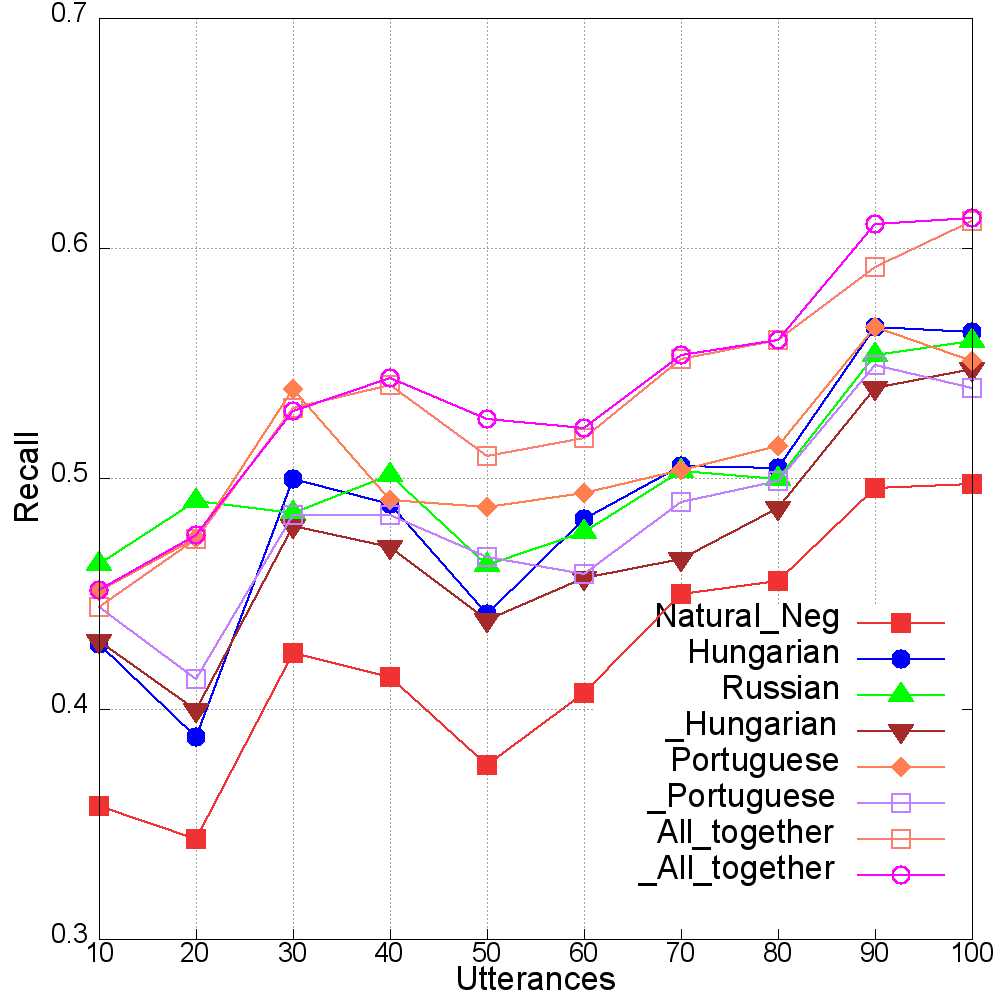 0.7
0.6
0.5
0.4
0.3
Recall
Natural_Neg
Hungarian
Russian
_Hungarian
Portuguese
_Portuguese
All_together
_All_together
10 20 30 40 50 60 70 80 90 100
Utterances